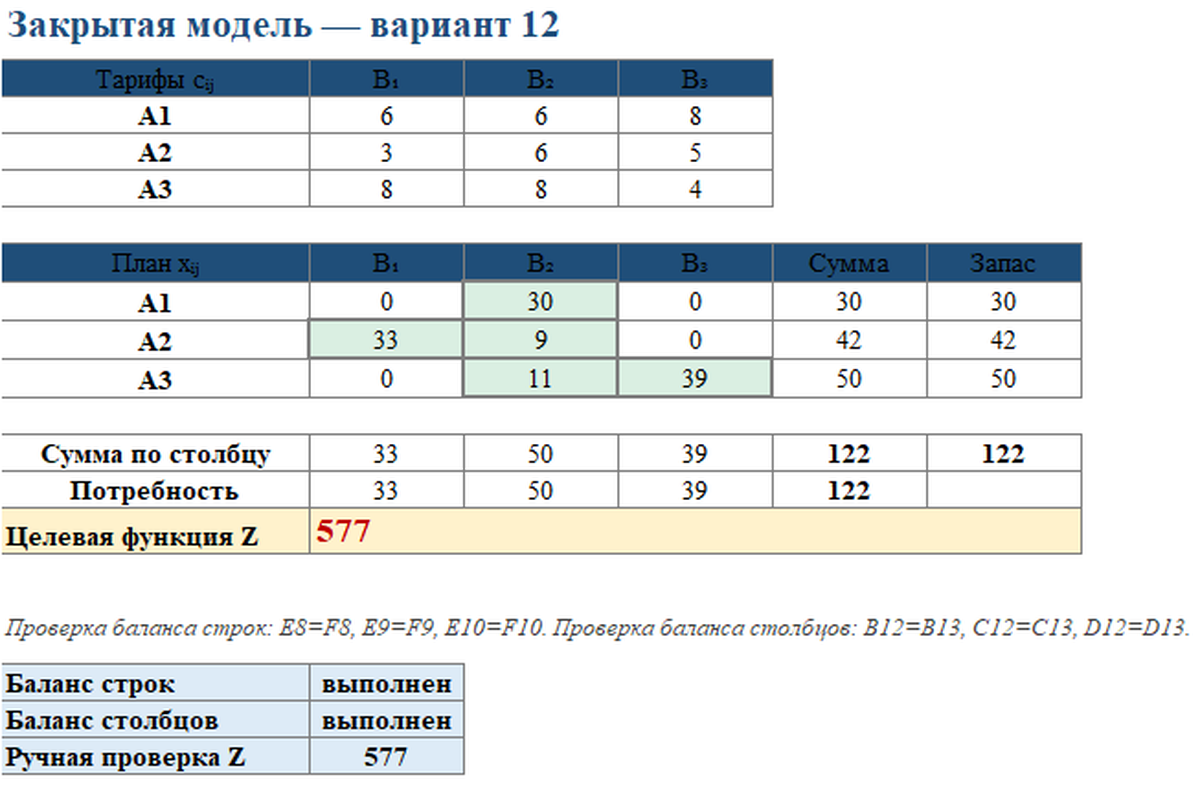 Закрытая модель — вариант 12
Тарифы cᵢⱼ B₁ B₂ B₃
A1 6 6 8
A2 3 6 5
A3 8 8 4
План xᵢⱼ B₁ B₂ B₃ Сумма Запас
A1 0 30 0 30 30
A2 33 9 0 42 42
A3 0 11 39 50 50
Сумма по столбцу 33 50 39 122 122
Потребность 33 50 39 122
Целевая функция Z 577
Проверка баланса строк: E8=F8, E9=F9, E10=F10. Проверка баланса столбцов: B12=B13, C12=C13, D12=D13.
Баланс строк выполнен
Баланс столбцов выполнен
Ручная проверка Z 577